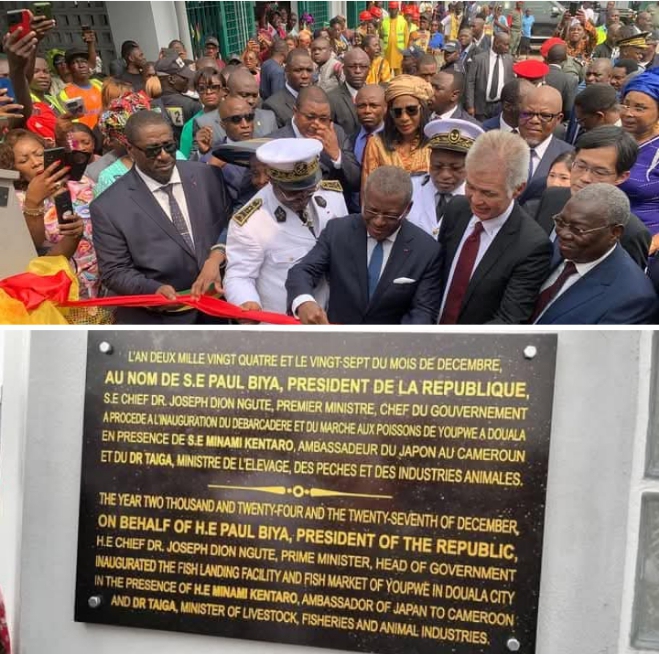 L'AN DEUX MILLE VINGT QUATRE ET LE VINGT-SEPT DU MOIS DE DECEMBRE,
AU NOM DE S.E PAUL BIYA, PRESIDENT DE LA REPUBLIQUE,
S.E CHIEF DR. JOSEPH DION NGUTE, PREMIER MINISTRE, CHEF DU GOUVERNEMENT
A PROCEDE A L'INAUGURATION DU DEBARCADERE ET DU MARCHE AUX POISSONS DE YOUPWE A DOUALA
EN PRESENCE DE S.E MINAMI KENTARO, AMBASSADEUR DU JAPON AU CAMEROUN
ET DU DR TAIGA, MINISTRE DE L'ELEVAGE, DES PECHES ET DES INDUSTRIES ANIMALES.
THE YEAR TWO THOUSAND AND TWENTY-FOUR AND THE TWENTY-SEVENTH OF DECEMBER,
ON BEHALF OF H.E PAUL BIYA, PRESIDENT OF THE REPUBLIC,
H.E CHIEF DR. JOSEPH DION NGUTE, PRIME MINISTER, HEAD OF GOVERNMENT
INAUGURATED THE FISH LANDING FACILITY AND FISH MARKET OF YOUPWE IN DOUALA CITY
IN THE PRESENCE OF H.E MINAMI KENTARO, AMBASSADOR OF JAPAN TO CAMEROON
AND DR TAIGA, MINISTER OF LIVESTOCK, FISHERIES AND ANIMAL INDUSTRIES.